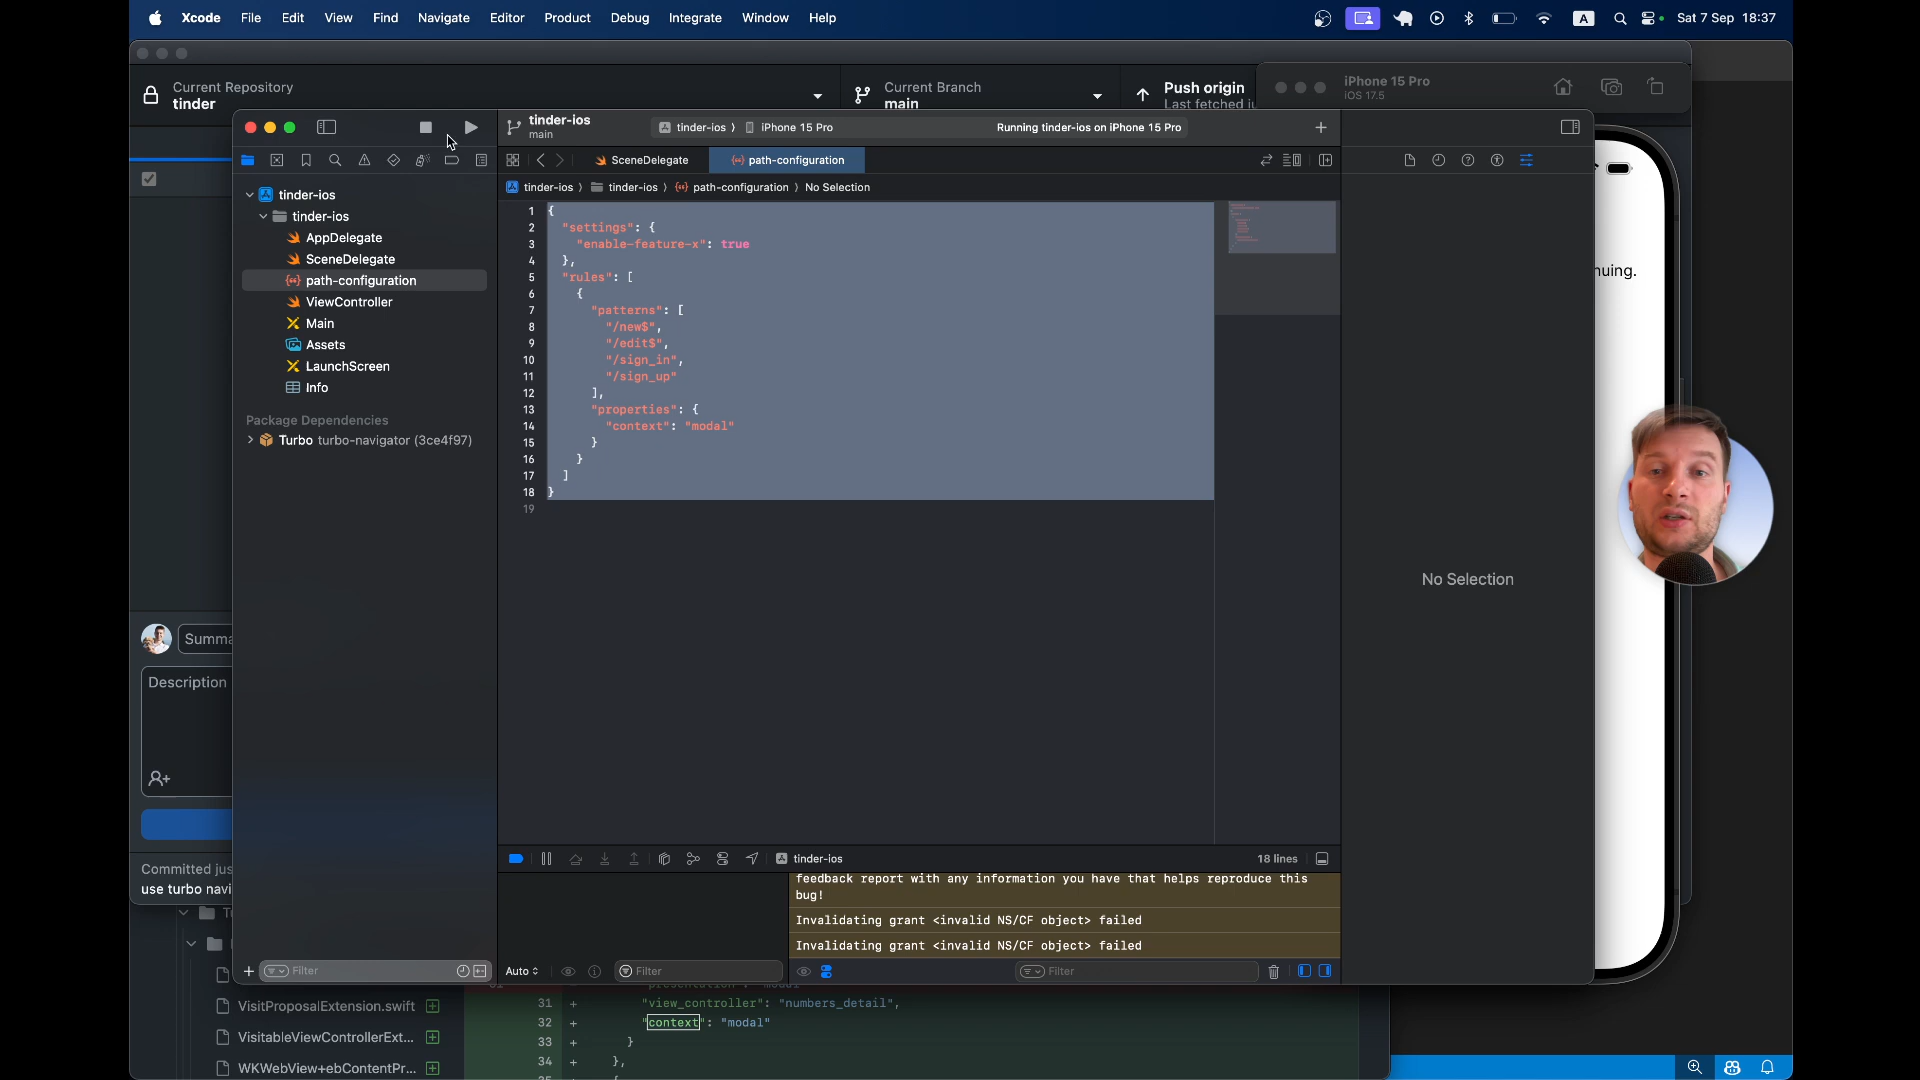 Xcode File Edit View Find Navigate Editor Product Debug Integrate Window Help
A Sat 7 Sep 18:37
Current Repository
tinder
Current Branch
main
Push origin
Last fetched
iPhone 15 Pro
iOS 17.5
tinder-ios
main
tinder-ios 〉 iPhone 15 Pro
Running tinder-ios on iPhone 15 Pro
SceneDelegate
path-configuration
tinder-ios 〉 tinder-ios 〉 path-configuration 〉 No Selection
tinder-ios
tinder-ios
AppDelegate
SceneDelegate
path-configuration
ViewController
Main
Assets
LaunchScreen
Info
Package Dependencies
Turbo turbo-navigator (3ce4f97)
1 {
2 "settings": {
3 "enable-feature-x": true
4 },
5 "rules": [
6 {
7 "patterns": [
8 "/new$",
9 "/edit$",
10 "/sign_in",
11 "/sign_up"
12 ],
13 "properties": {
14 "context": "modal"
15 }
16 }
17 ]
18 }
19
nuing.
No Selection
Summa
Description
Committed jus
use turbo navi
tinder-ios
18 lines
feedback report with any information you have that helps reproduce this
bug!
Invalidating grant <invalid NS/CF object> failed
Invalidating grant <invalid NS/CF object> failed
Filter
Auto
Filter
Filter
VisitProposalExtension.swift
VisitableViewControllerExt...
WKWebView+ebContentPr...
31 + "view_controller": "numbers_detail",
32 + "context": "modal"
33 + }
34 + },